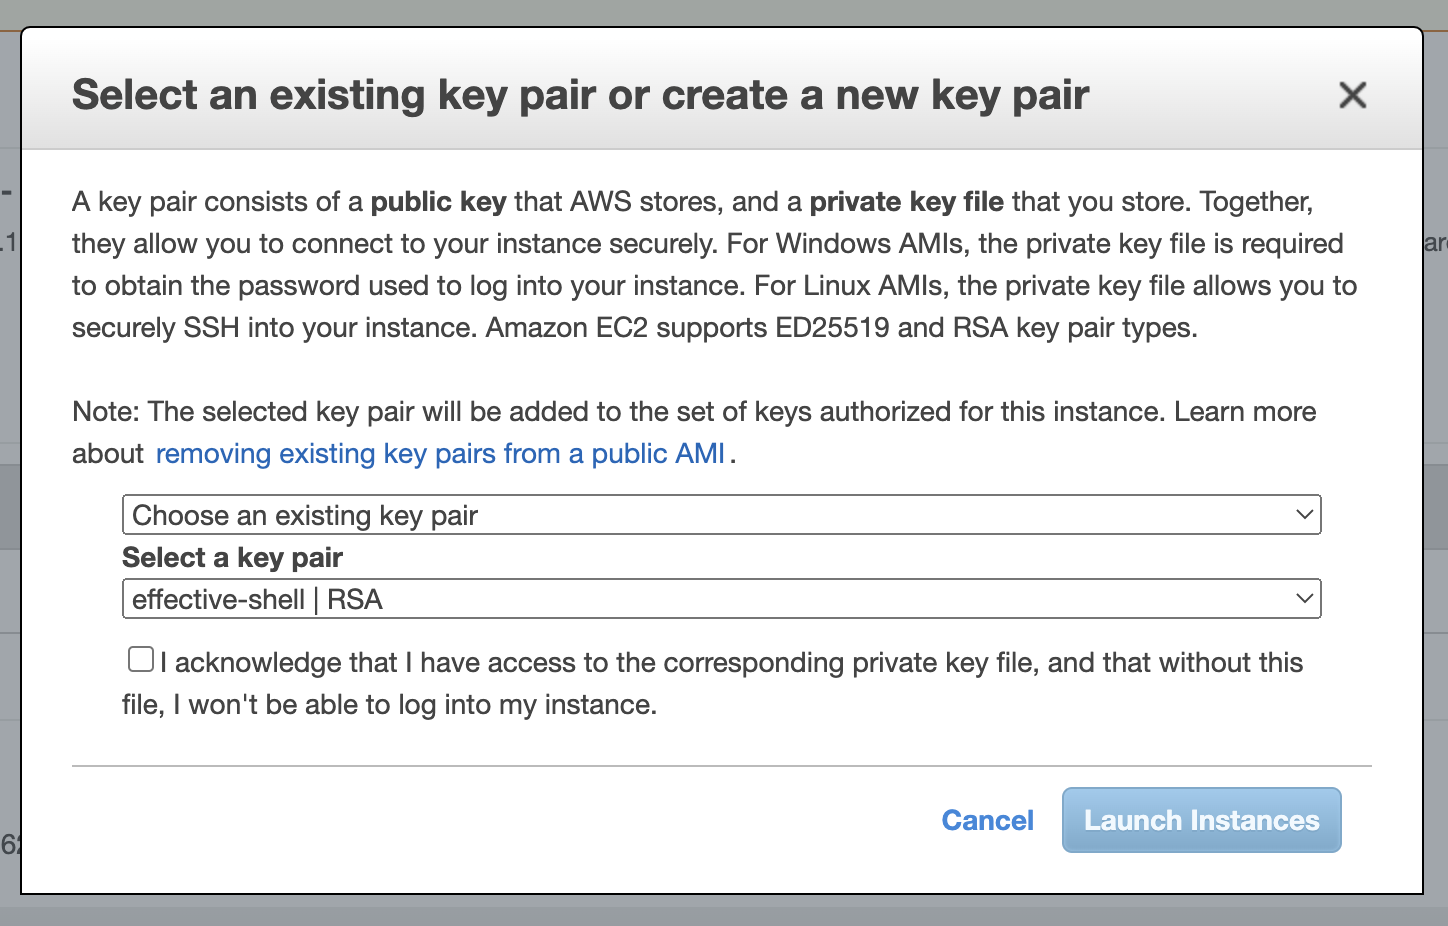 Select an existing key pair or create a new key pair
A key pair consists of a public key that AWS stores, and a private key file that you store. Together,
they allow you to connect to your instance securely. For Windows AMIs, the private key file is required
to obtain the password used to log into your instance. For Linux AMIs, the private key file allows you to
securely SSH into your instance. Amazon EC2 supports ED25519 and RSA key pair types.
Note: The selected key pair will be added to the set of keys authorized for this instance. Learn more
about removing existing key pairs from a public AMI .
Choose an existing key pair
Select a key pair
effective-shell | RSA
I acknowledge that I have access to the corresponding private key file, and that without this
file, I won't be able to log into my instance.
Cancel
Launch Instances